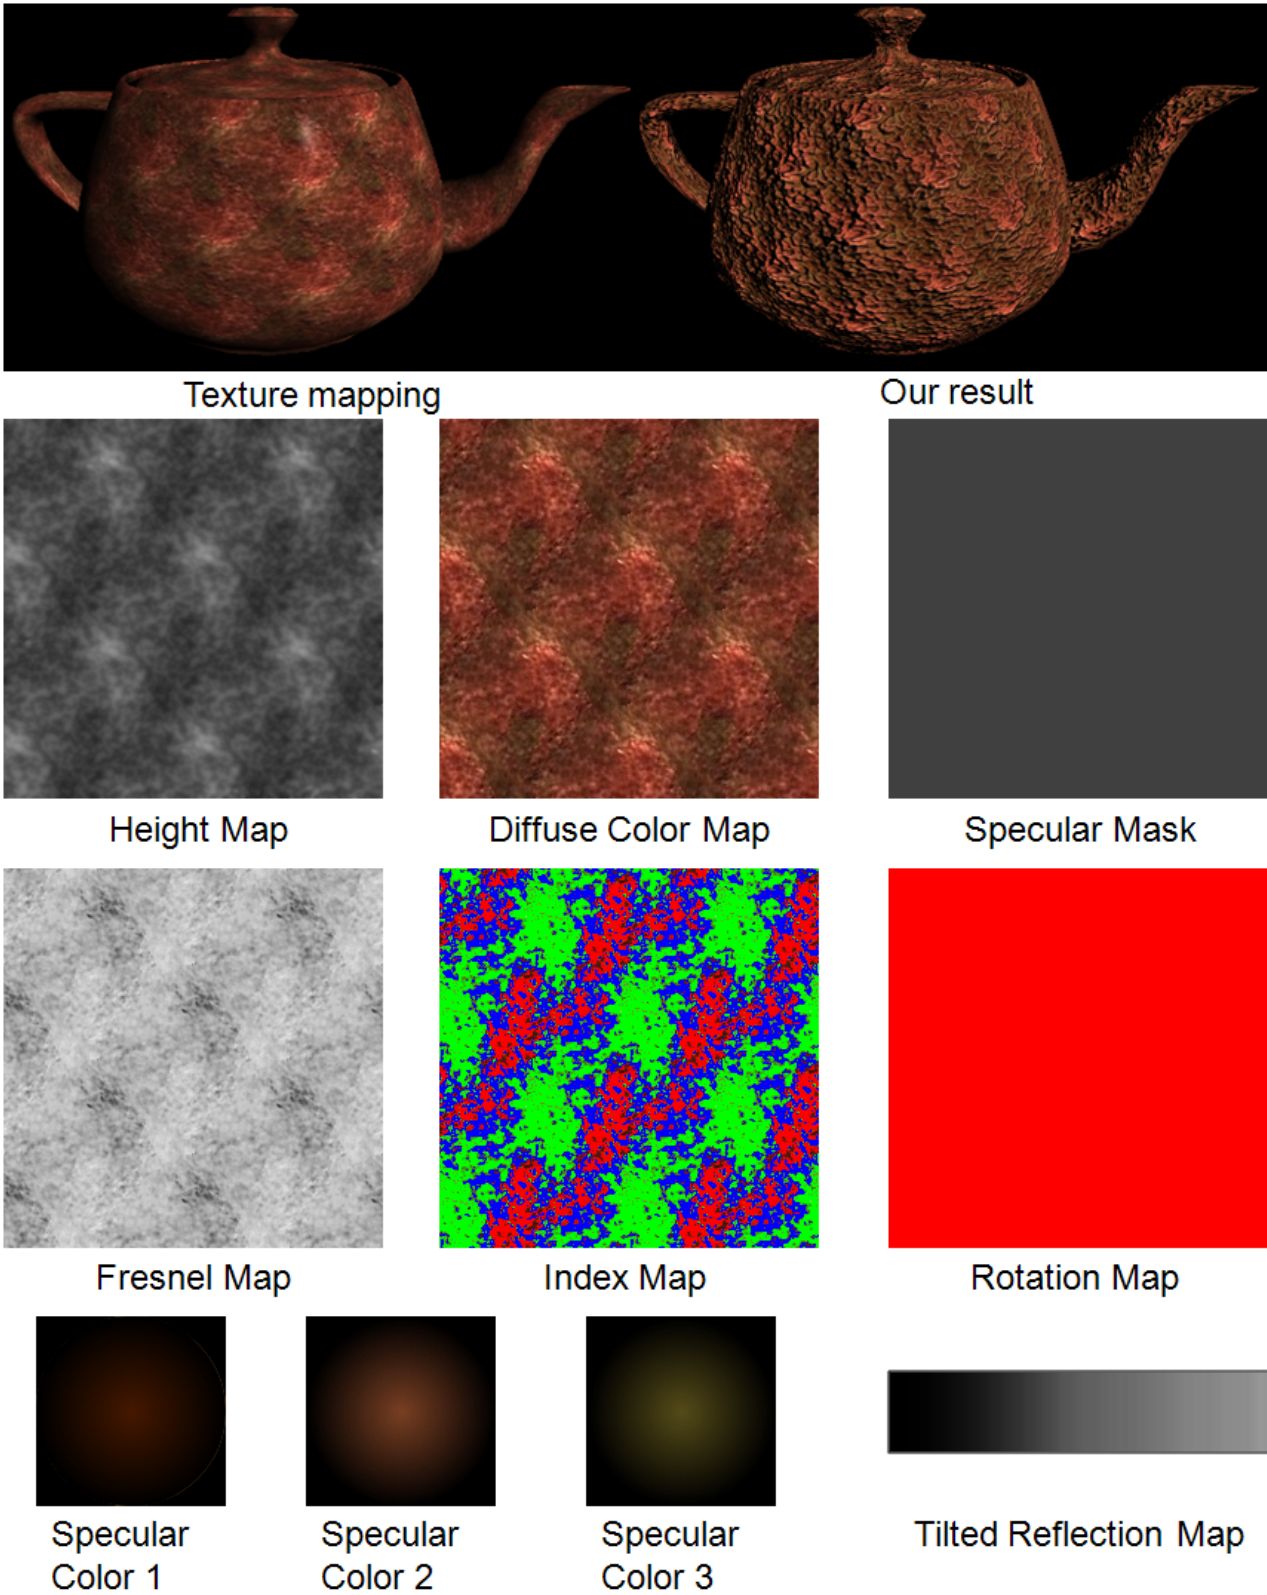 Texture mapping
Our result
Height Map
Diffuse Color Map
Specular Mask
Fresnel Map
Index Map
Rotation Map
Specular
Color 1
Specular
Color 2
Specular
Color 3
Tilted Reflection Map